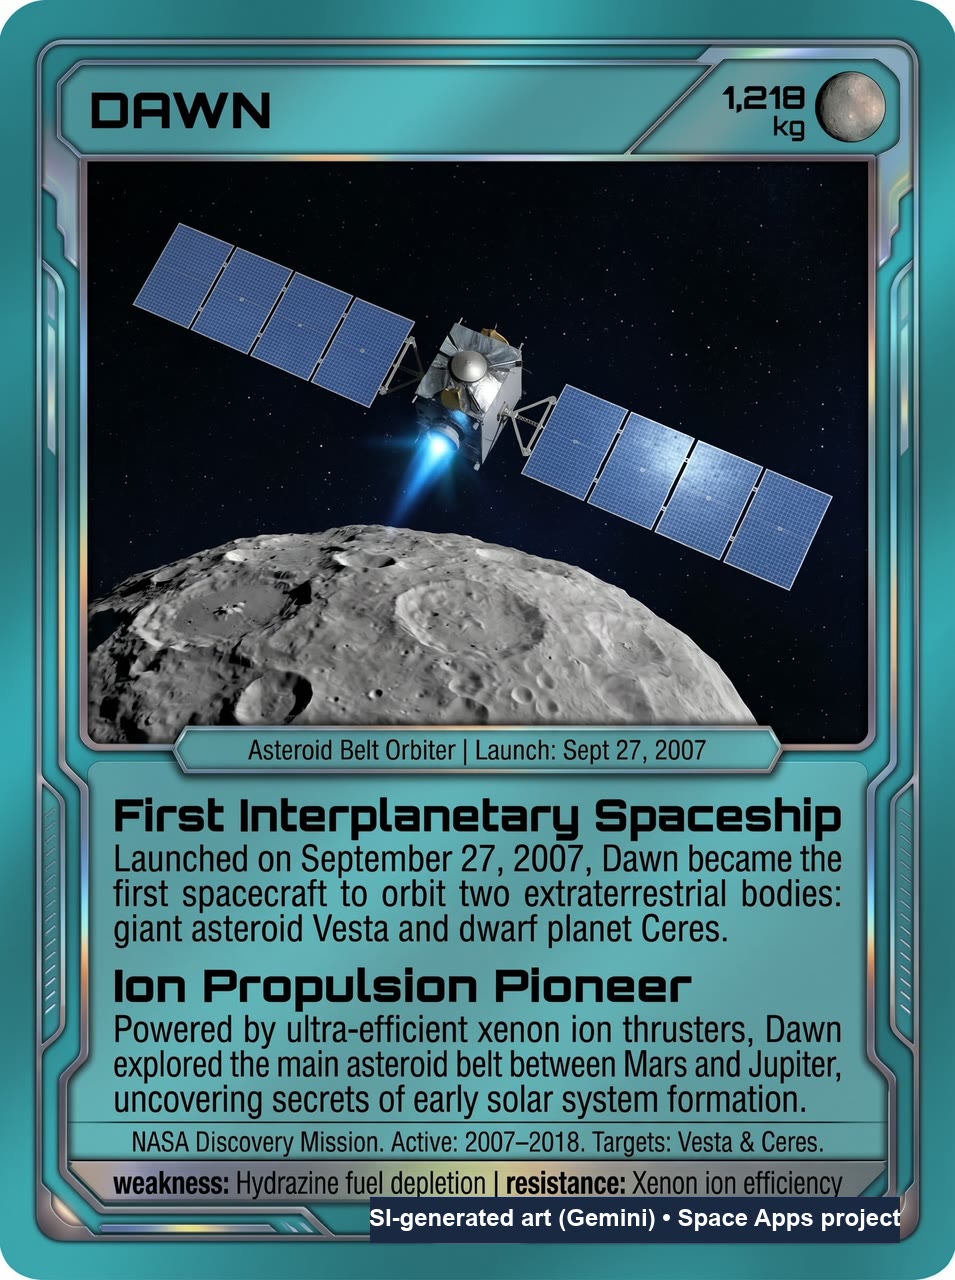 DAWN
1,218
kg
Asteroid Belt Orbiter | Launch: Sept 27, 2007
First Interplanetary Spaceship
Launched on September 27, 2007, Dawn became the
first spacecraft to orbit two extraterrestrial bodies:
giant asteroid Vesta and dwarf planet Ceres.
Ion Propulsion Pioneer
Powered by ultra-efficient xenon ion thrusters, Dawn
explored the main asteroid belt between Mars and Jupiter,
uncovering secrets of early solar system formation.
NASA Discovery Mission. Active: 2007–2018. Targets: Vesta & Ceres.
weakness: Hydrazine fuel depletion | resistance: Xenon ion efficiency
SI-generated art (Gemini) • Space Apps project